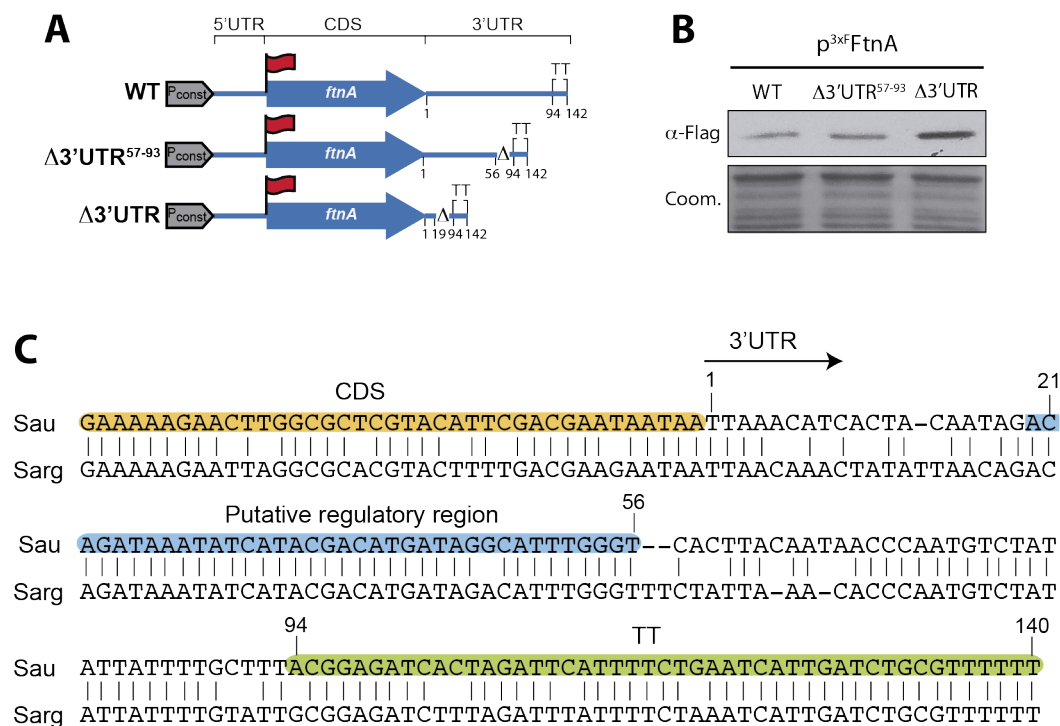 A
5'UTR CDS 3'UTR
TT
WT Pconst ftnA
1 94 142
TT
Δ3'UTR57-93 Pconst ftnA Δ
1 56 94 142
TT
Δ3'UTR Pconst ftnA Δ
1 19 94 142
B
p3xFFtnA
WT Δ3'UTR57-93 Δ3'UTR
α-Flag
Coom.
C
3'UTR
CDS 1 21
Sau GAAAAAGAACTTGGCGCTCGTACATTCGACGAATAATAATTAAACATCACTA-CAATAGAC
Sarg GAAAAAGAATTAGGCGCACGTACTTTTGACGAAGAATAATTAACAAACTATATTAACAGAC
Putative regulatory region 56
Sau AGATAAATATCATACGACATGATAGGCATTTGGGT--CACTTACAATAACCCAATGTCTAT
Sarg AGATAAATATCATACGACATGATAGACATTTGGGTTTCTATTA-AA-CACCCAATGTCTAT
94 TT 140
Sau ATTATTTTGCTTTACGGAGATCACTAGATTCATTTTCTGAATCATTGATCTGCGTTTTTT
Sarg ATTATTTTGTATTGCGGAGATCTTTAGATTTATTTTCTAAATCATTGATCTGCGTTTTTT